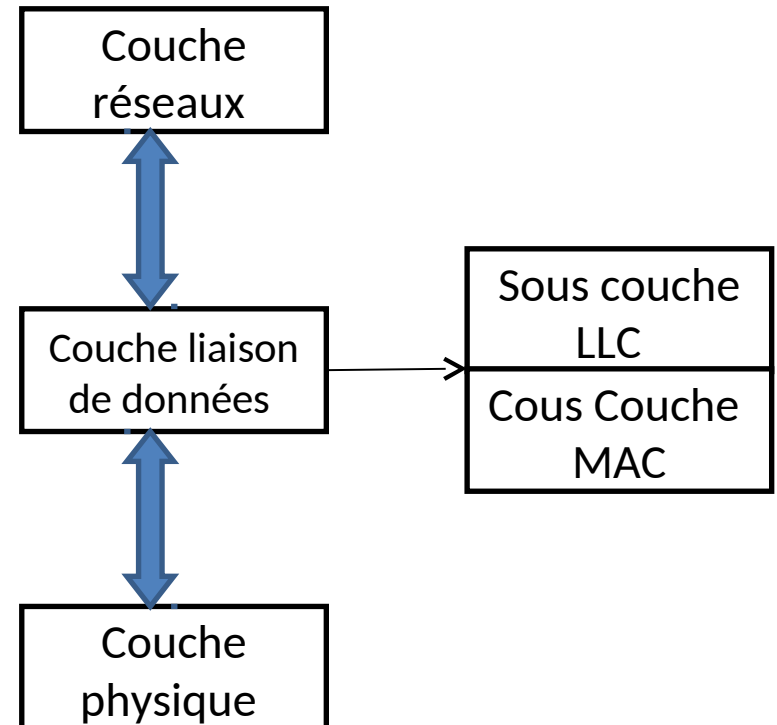 Couche
réseaux
Couche liaison
de données
Sous couche
LLC
Cous Couche
MAC
Couche
physique